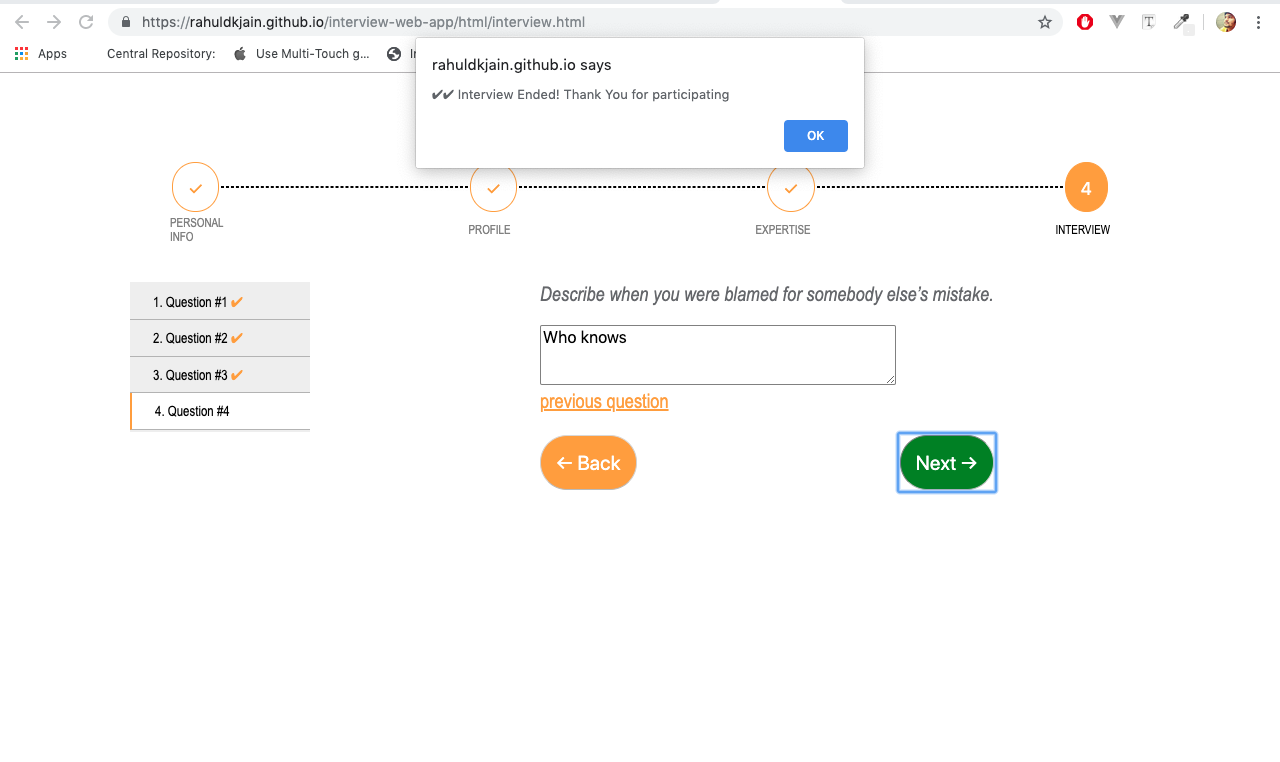 https://rahuldkjain.github.io/interview-web-app/html/interview.html
Apps Central Repository: Use Multi-Touch g...
rahuldkjain.github.io says
✔✔ Interview Ended! Thank You for participating
OK
4
PERSONAL
INFO
PROFILE
EXPERTISE
INTERVIEW
1. Question #1 ✔
2. Question #2 ✔
3. Question #3 ✔
4. Question #4
Describe when you were blamed for somebody else’s mistake.
Who knows
previous question
← Back
Next →